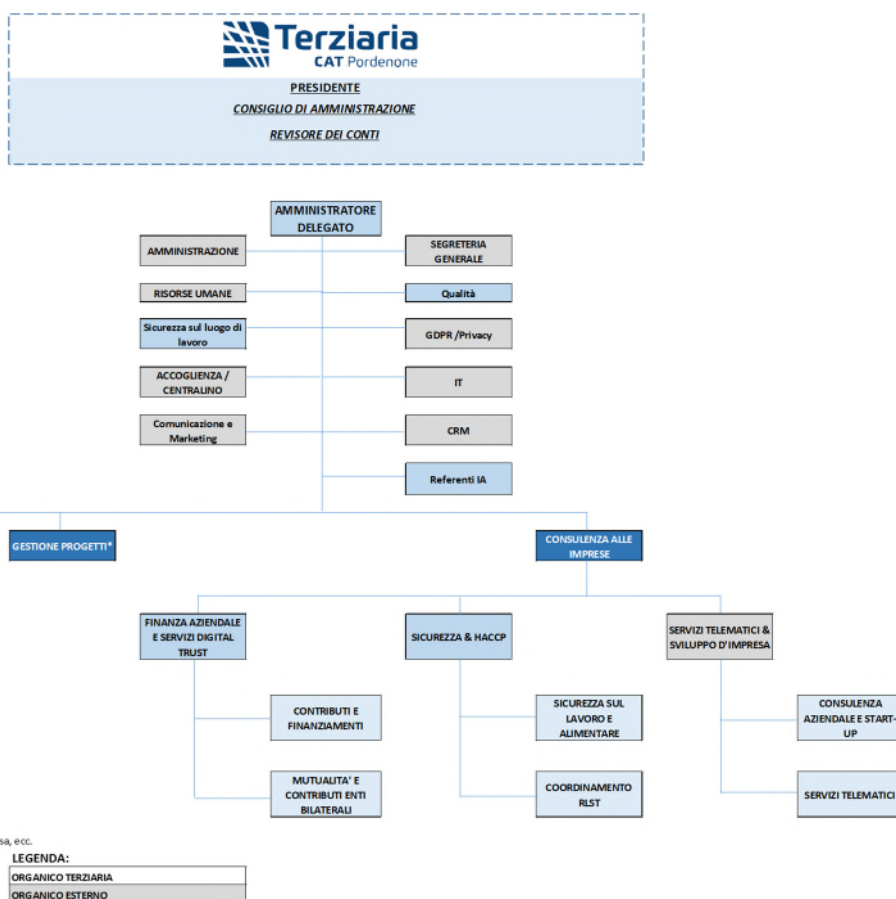 Terziaria
CAT Pordenone
PRESIDENTE
CONSIGLIO DI AMMINISTRAZIONE
REVISORE DEI CONTI
AMMINISTRATORE
DELEGATO
AMMINISTRAZIONE
SEGRETERIA
GENERALE
RISORSE UMANE
Qualità
Sicurezza sul luogo di
lavoro
GDPR /Privacy
ACCOGLIENZA /
CENTRALINO
IT
Comunicazione e
Marketing
CRM
Referenti IA
GESTIONE PROGETTI*
CONSULENZA ALLE
IMPRESE
FINANZA AZIENDALE
E SERVIZI DIGITAL
TRUST
SICUREZZA & HACCP
SERVIZI TELEMATICI &
SVILUPPO D'IMPRESA
CONTRIBUTI E
FINANZIAMENTI
SICUREZZA SUL
LAVORO E
ALIMENTARE
CONSULENZA
AZIENDALE E START-
UP
MUTUALITA' E
CONTRIBUTI ENTI
BILATERALI
COORDINAMENTO
RLST
SERVIZI TELEMATICI
sa, ecc.
LEGENDA:
ORGANICO TERZIARIA
ORGANICO ESTERNO